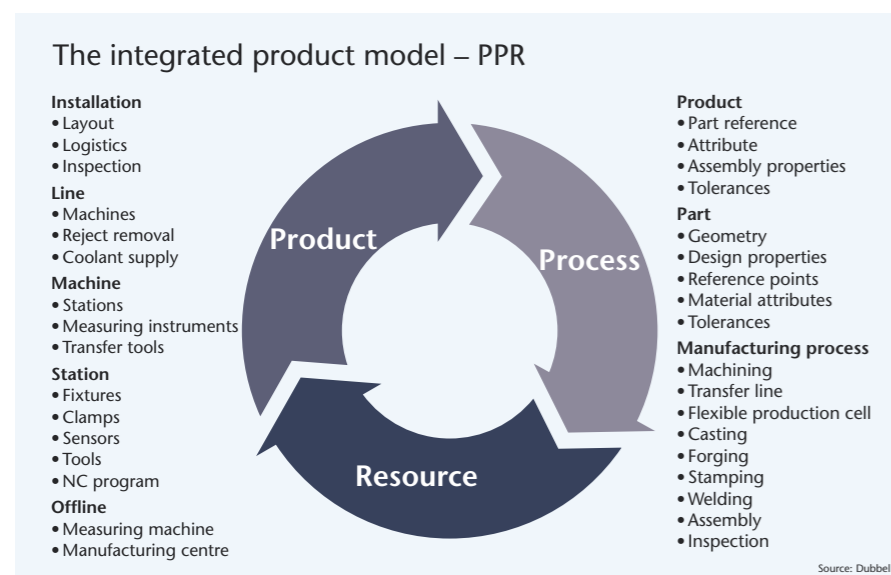 The integrated product model – PPR
Installation
• Layout
• Logistics
• Inspection
Line
• Machines
• Reject removal
• Coolant supply
Machine
• Stations
• Measuring instruments
• Transfer tools
Station
• Fixtures
• Clamps
• Sensors
• Tools
• NC program
Offline
• Measuring machine
• Manufacturing centre
Product
Process
Resource
Product
• Part reference
• Attribute
• Assembly properties
• Tolerances
Part
• Geometry
• Design properties
• Reference points
• Material attributes
• Tolerances
Manufacturing process
• Machining
• Transfer line
• Flexible production cell
• Casting
• Forging
• Stamping
• Welding
• Assembly
• Inspection
Source: Dubbel